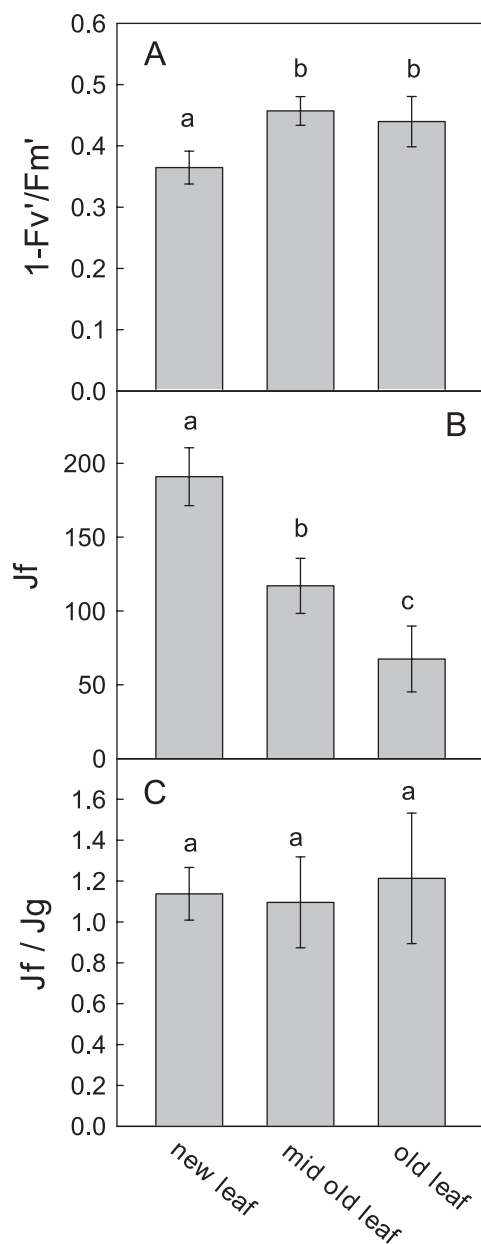 0.6
A
b
b
0.5
a
0.4
1-Fv'/Fm'
0.3
0.2
0.1
0.0
a
B
200
150
b
Jf
100
c
50
0
C
1.6
a
a
a
1.4
1.2
1.0
Jf / Jg
0.8
0.6
0.4
0.2
0.0
new leaf
mid old leaf
old leaf